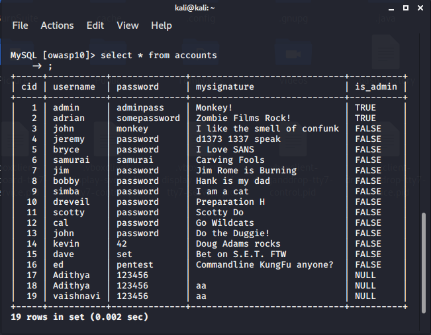 kali@kali: ~
File Actions Edit View Help
MySQL [owasp10]> select * from accounts
→ ;
| cid | username | password | mysignature | is_admin |
| 1 | admin | adminpass | Monkey! | TRUE |
| 2 | adrian | somepassword | Zombie Films Rock! | TRUE |
| 3 | john | monkey | I like the smell of confunk | FALSE |
| 4 | jeremy | password | d1373 1337 speak | FALSE |
| 5 | bryce | password | I Love SANS | FALSE |
| 6 | samurai | samurai | Carving Fools | FALSE |
| 7 | jim | password | Jim Rome is Burning | FALSE |
| 8 | bobby | password | Hank is my dad | FALSE |
| 9 | simba | password | I am a cat | FALSE |
| 10 | dreveil | password | Preparation H | FALSE |
| 11 | scotty | password | Scotty Do | FALSE |
| 12 | cal | password | Go Wildcats | FALSE |
| 13 | john | password | Do the Duggie! | FALSE |
| 14 | kevin | 42 | Doug Adams rocks | FALSE |
| 15 | dave | set | Bet on S.E.T. FTW | FALSE |
| 16 | ed | pentest | Commandline KungFu anyone? | FALSE |
| 17 | Adithya | 123456 | | NULL |
| 18 | Adithya | 123456 | aa | NULL |
| 19 | vaishnavi | 123456 | aa | NULL |
19 rows in set (0.002 sec)